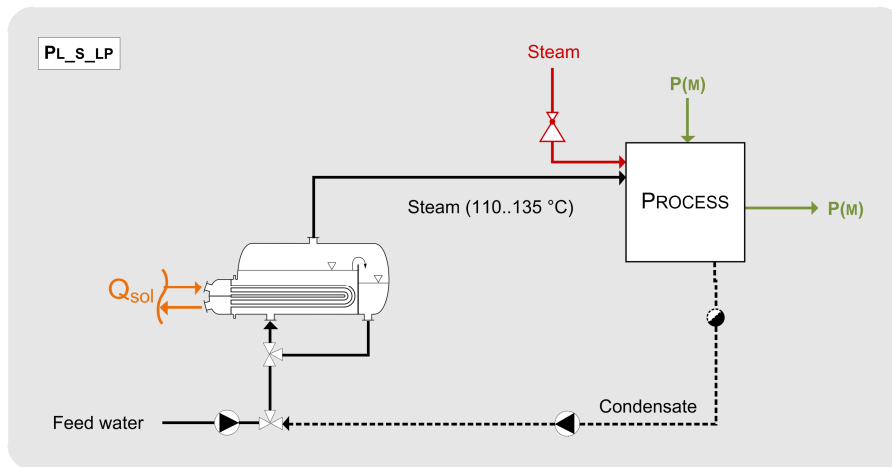 PL_S_LP
Steam
P(M)
PROCESS
Steam (110..135 °C)
P(M)
Qsol
Condensate
Feed water